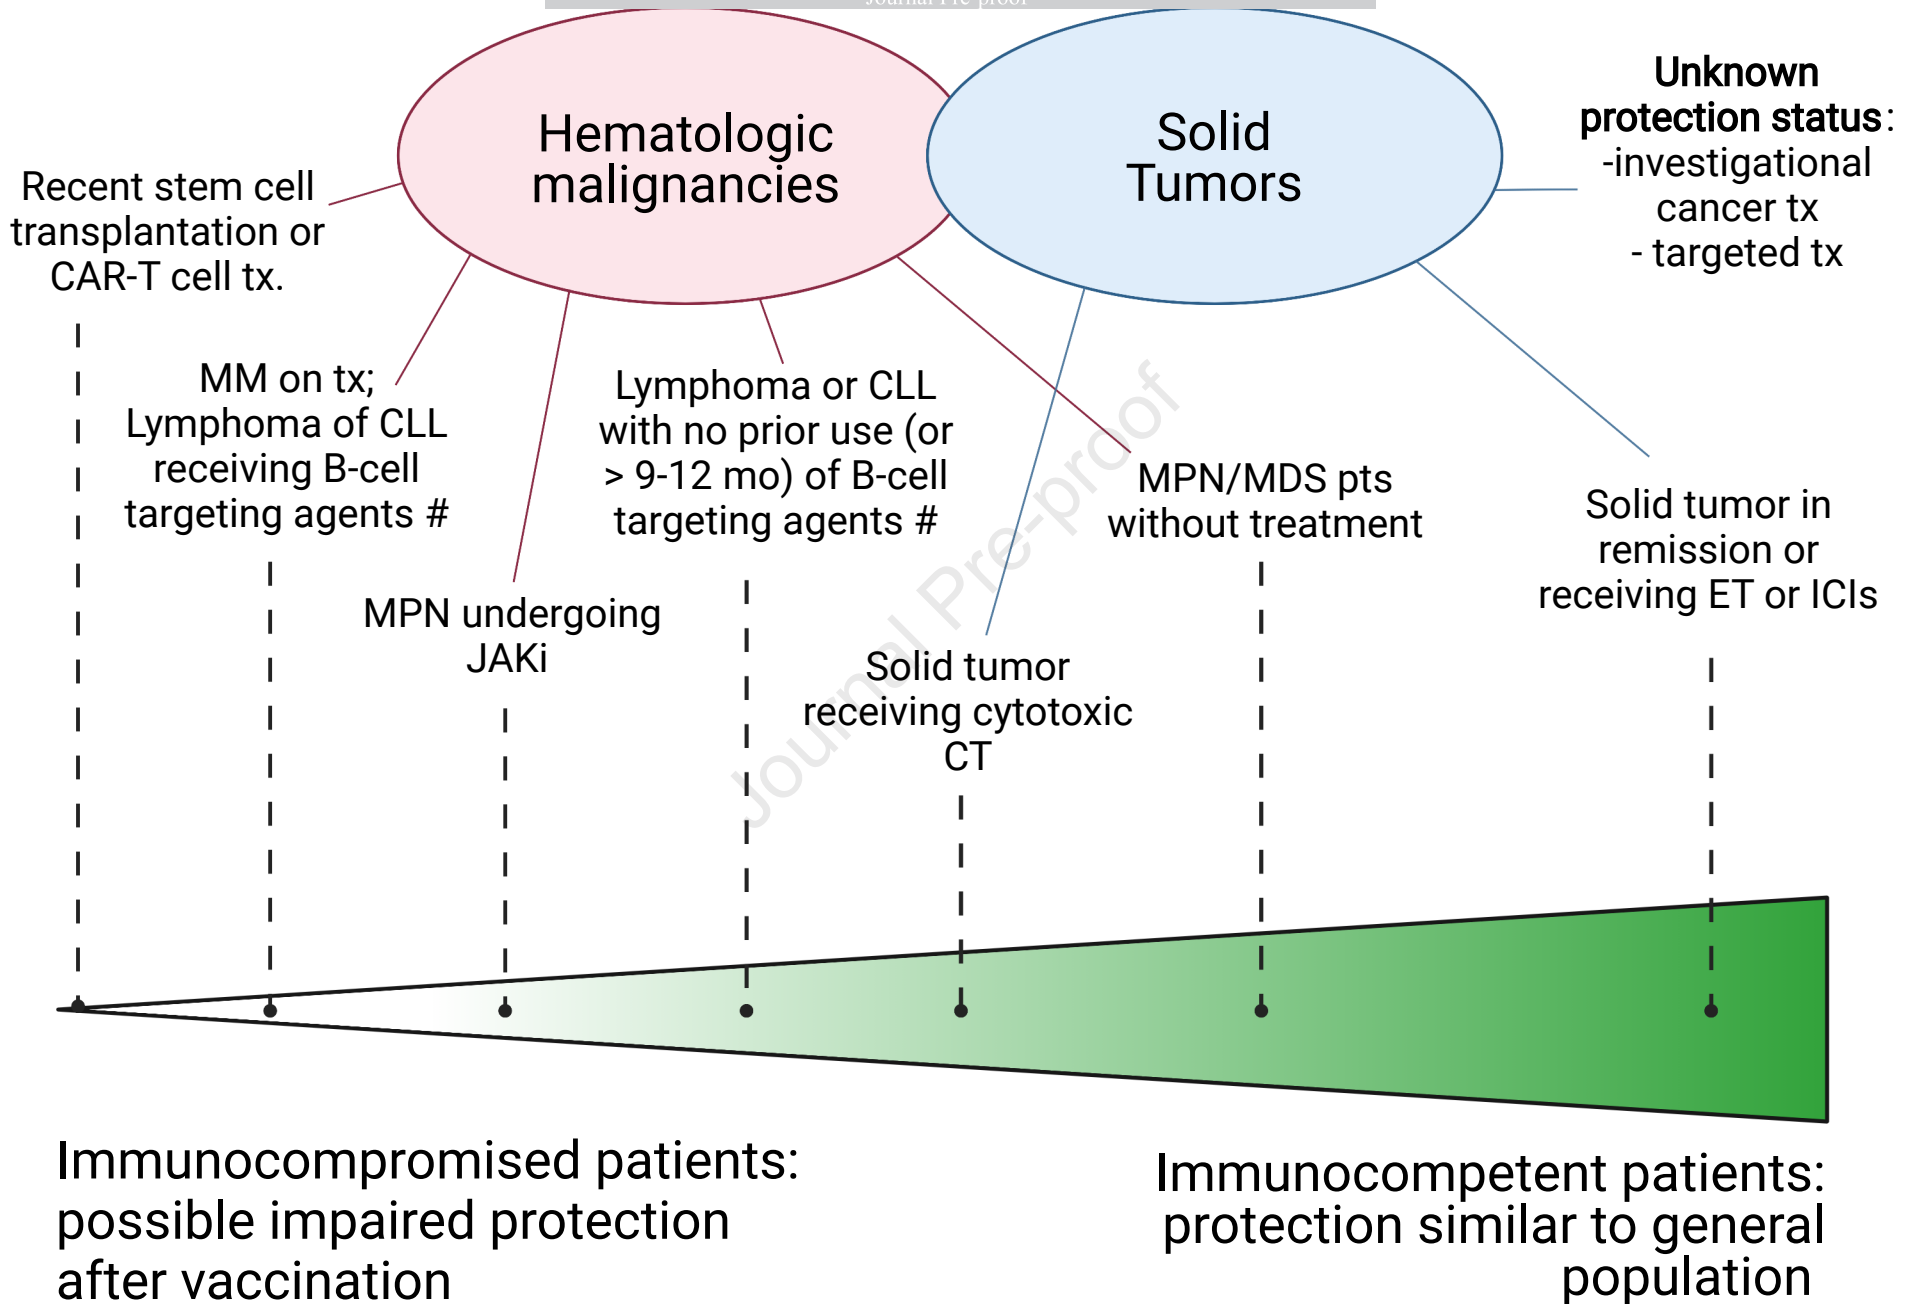 Journal Pre-proof
Hematologic
malignancies
Solid
Tumors
Unknown
protection status:
-investigational
cancer tx
- targeted tx
Recent stem cell
transplantation or
CAR-T cell tx.
MM on tx;
Lymphoma of CLL
receiving B-cell
targeting agents #
MPN undergoing
JAKi
Lymphoma or CLL
with no prior use (or
> 9-12 mo) of B-cell
targeting agents #
Solid tumor
receiving cytotoxic
CT
MPN/MDS pts
without treatment
Solid tumor in
remission or
receiving ET or ICIs
Journal Pre-proof
Immunocompromised patients:
possible impaired protection
after vaccination
Immunocompetent patients:
protection similar to general
population